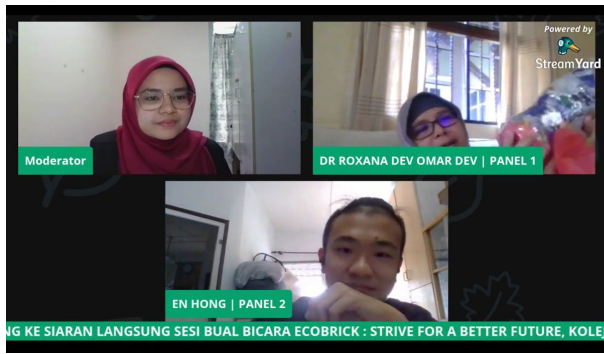 Powered by
StreamYard
Moderator
DR ROXANA DEV OMAR DEV | PANEL 1
EN HONG | PANEL 2
NG KE SIARAN LANGSUNG SESI BUAL BICARA ECOBRICK : STRIVE FOR A BETTER FUTURE, KOLE